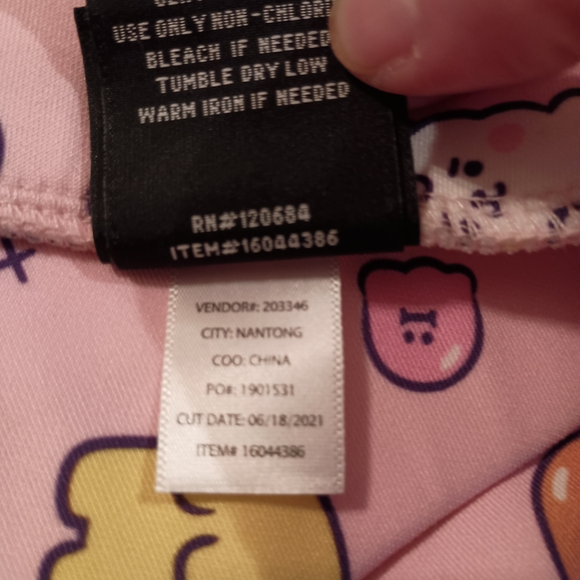 USE ONLY NON-CHLORI
BLEACH IF NEEDED
TUMBLE DRY LOW
WARM IRON IF NEEDED
RN#120684
ITEM#16044386
VENDOR#: 203346
CITY: NANTONG
COO: CHINA
PO#: 1901531
CUT DATE: 06/18/2021
ITEM# 16044386